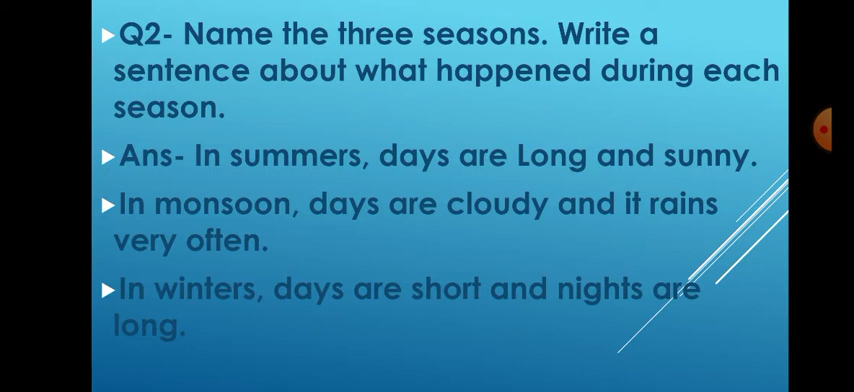 Q2- Name the three seasons. Write a
sentence about what happened during each
season.
Ans- In summers, days are Long and sunny.
In monsoon, days are cloudy and it rains
very often.
In winters, days are short and nights are
long.